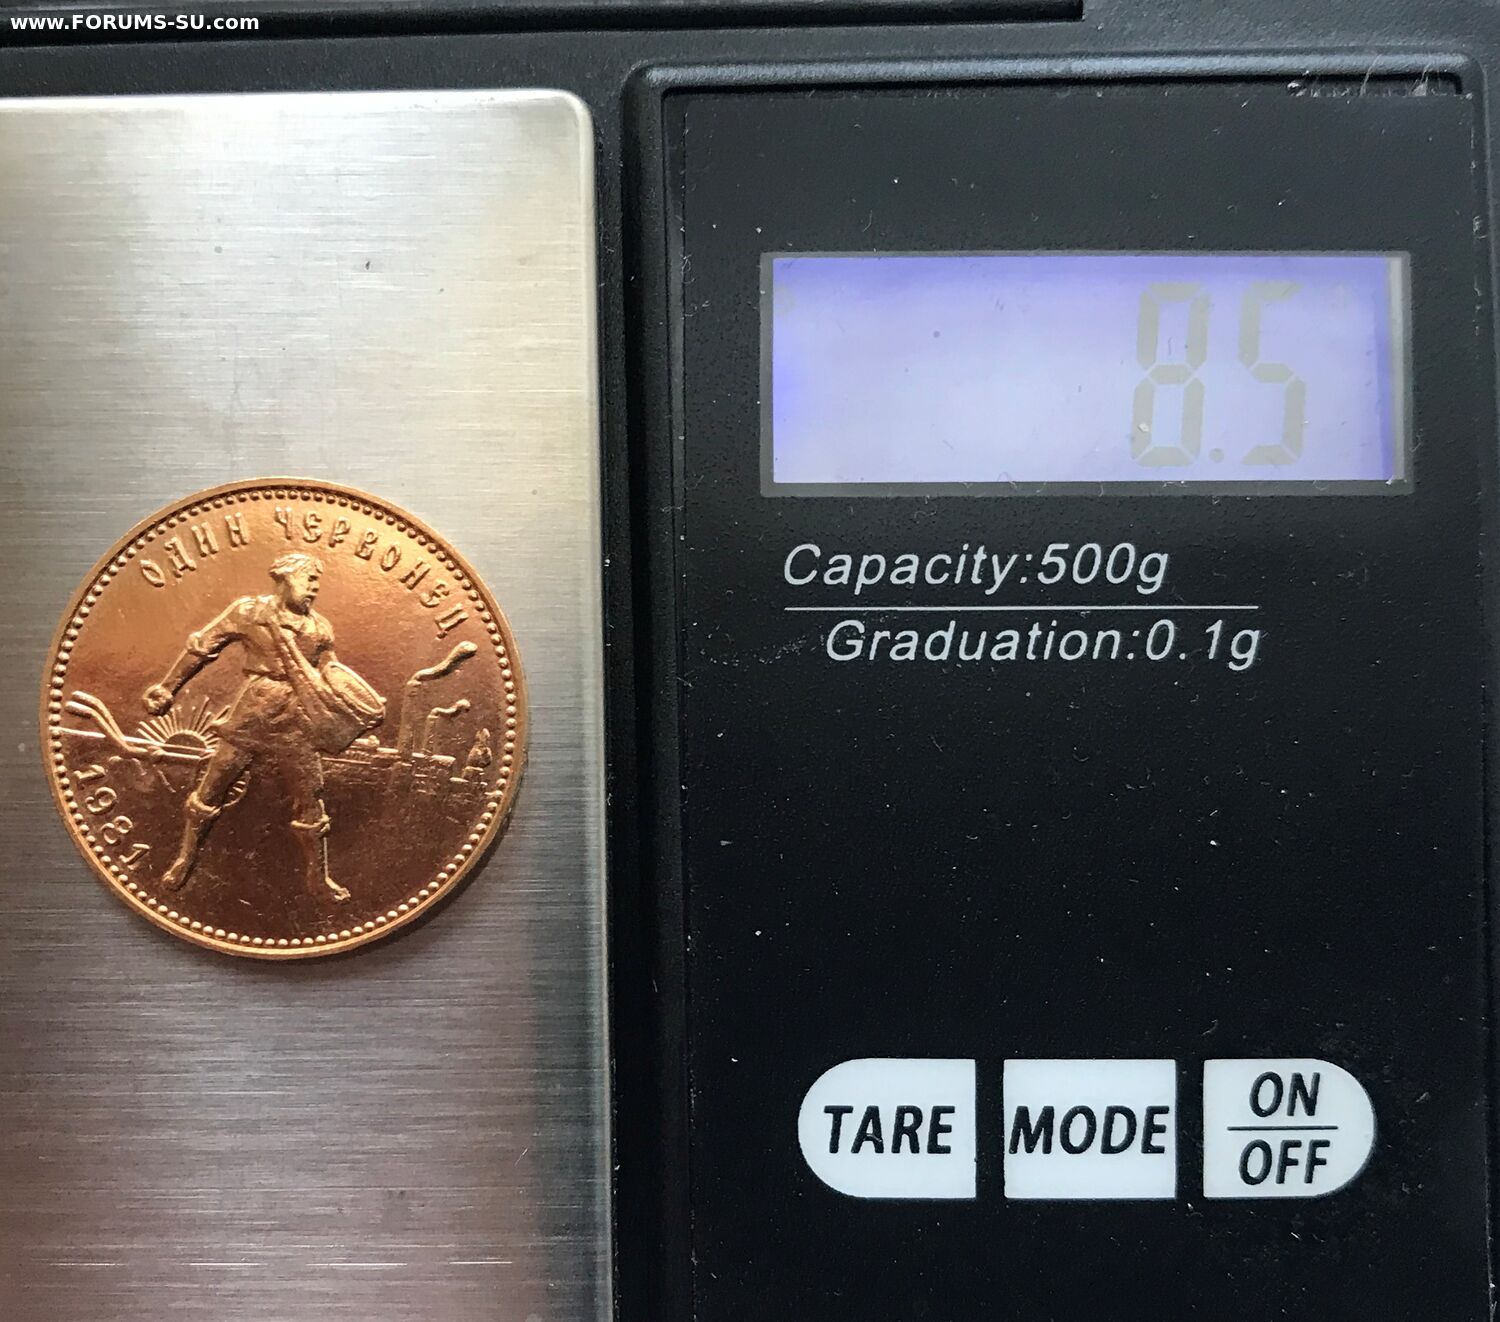 www.FORUMS-SU.com
ОДИН ЧЕРВОНЕЦ
1981
8.5
Capacity:500g
Graduation:0.1g
TARE
MODE
ON
OFF